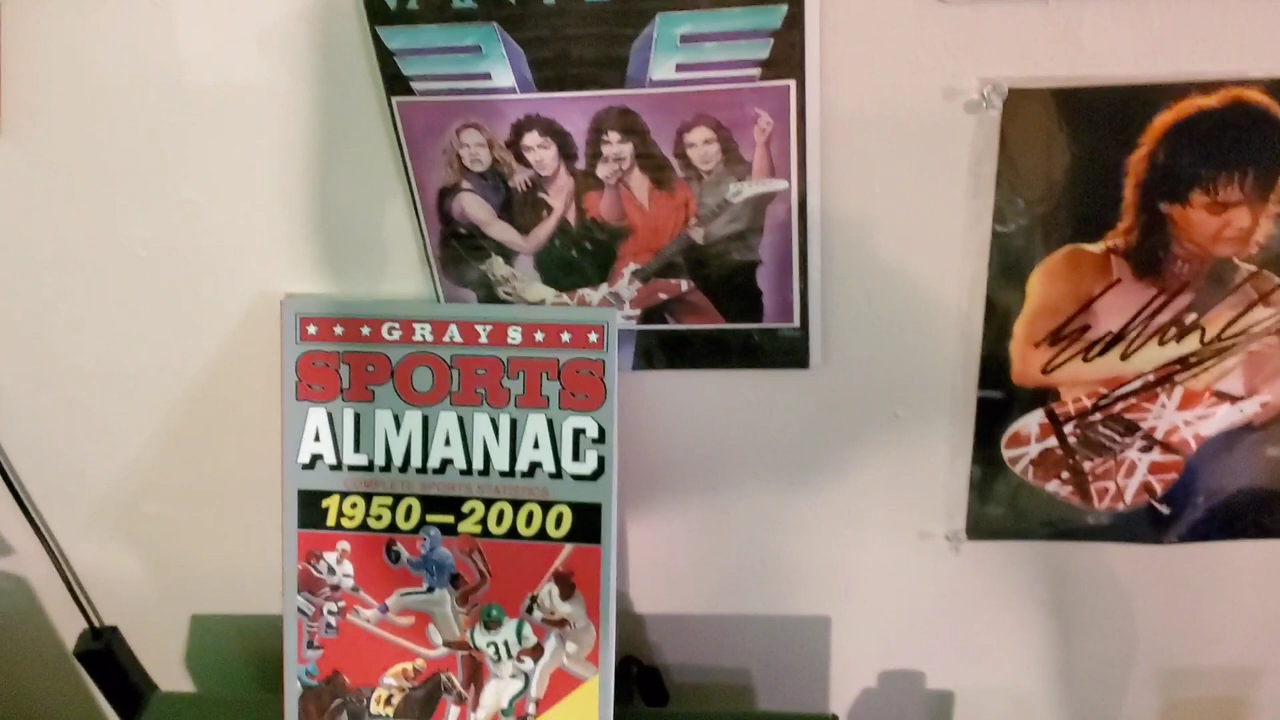 GRAYS
SPORTS
ALMANAC
COMPLETE SPORTS STATISTICS
1950-2000
31